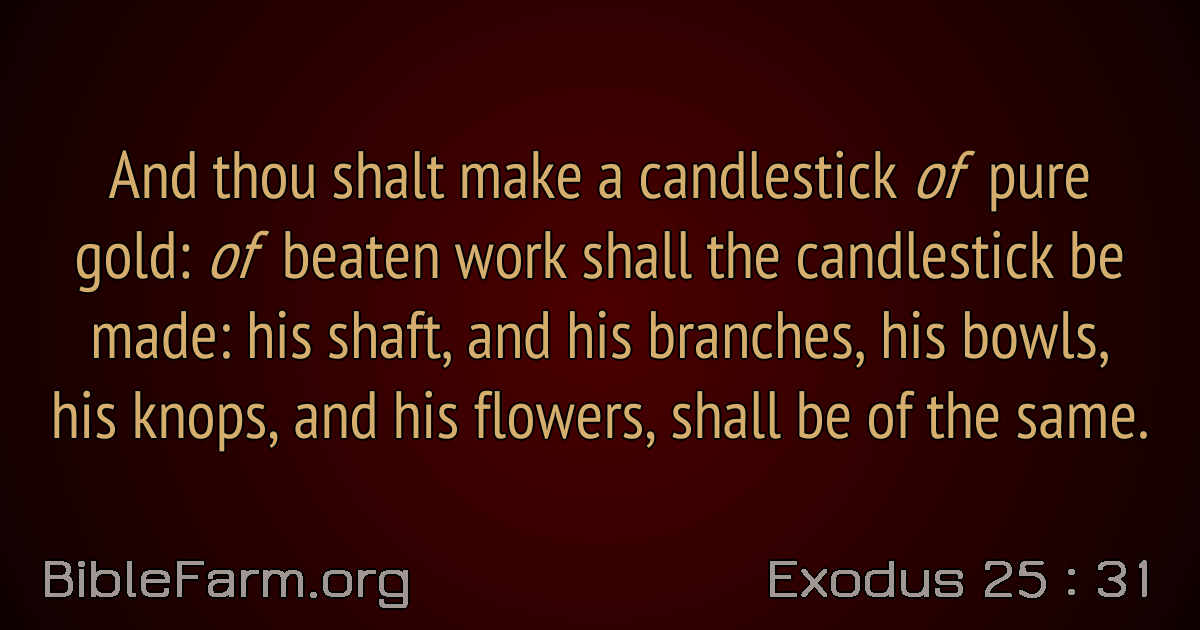 And thou shalt make a candlestick of pure
gold: of beaten work shall the candlestick be
made: his shaft, and his branches, his bowls,
his knops, and his flowers, shall be of the same.
BibleFarm.org
Exodus 25 : 31